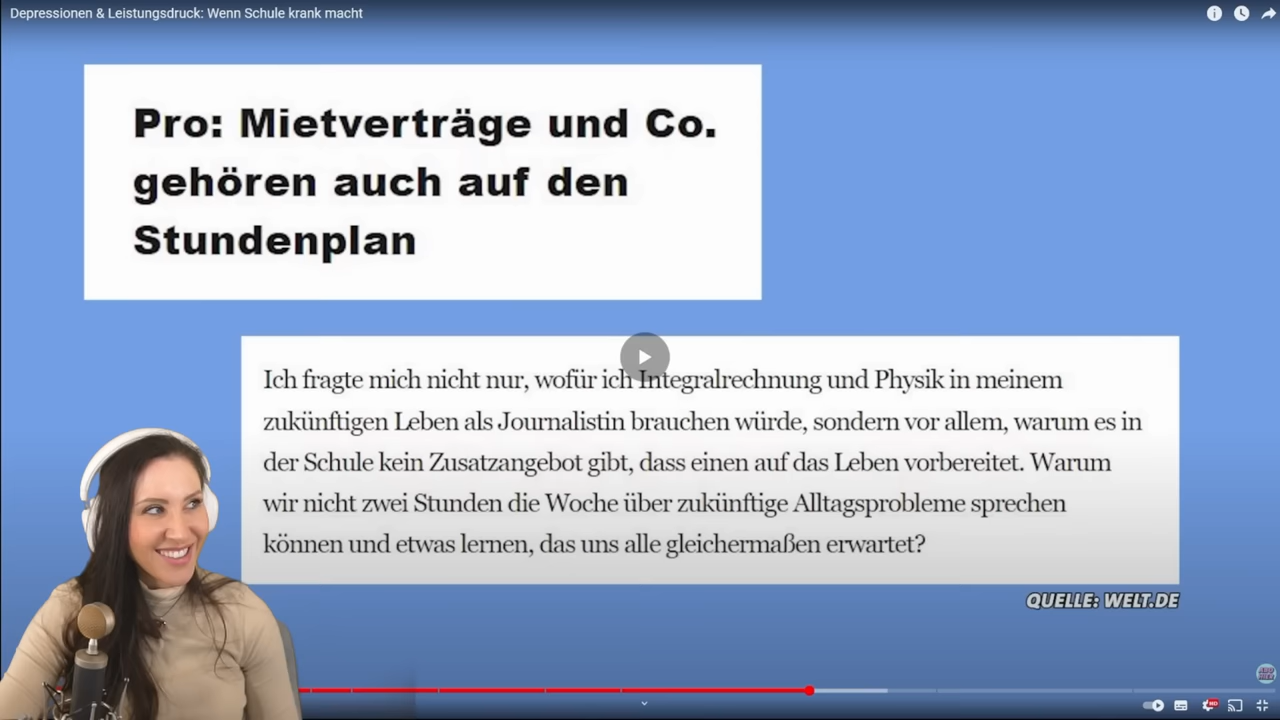 Depressionen & Leistungsdruck: Wenn Schule krank macht
Pro: Mietverträge und Co.
gehören auch auf den
Stundenplan
Ich fragte mich nicht nur, wofür ich Integralrechnung und Physik in meinem
zukünftigen Leben als Journalistin brauchen würde, sondern vor allem, warum es in
der Schule kein Zusatzangebot gibt, dass einen auf das Leben vorbereitet. Warum
wir nicht zwei Stunden die Woche über zukünftige Alltagsprobleme sprechen
können und etwas lernen, das uns alle gleichermaßen erwartet?
QUELLE: WELT.DE
HD